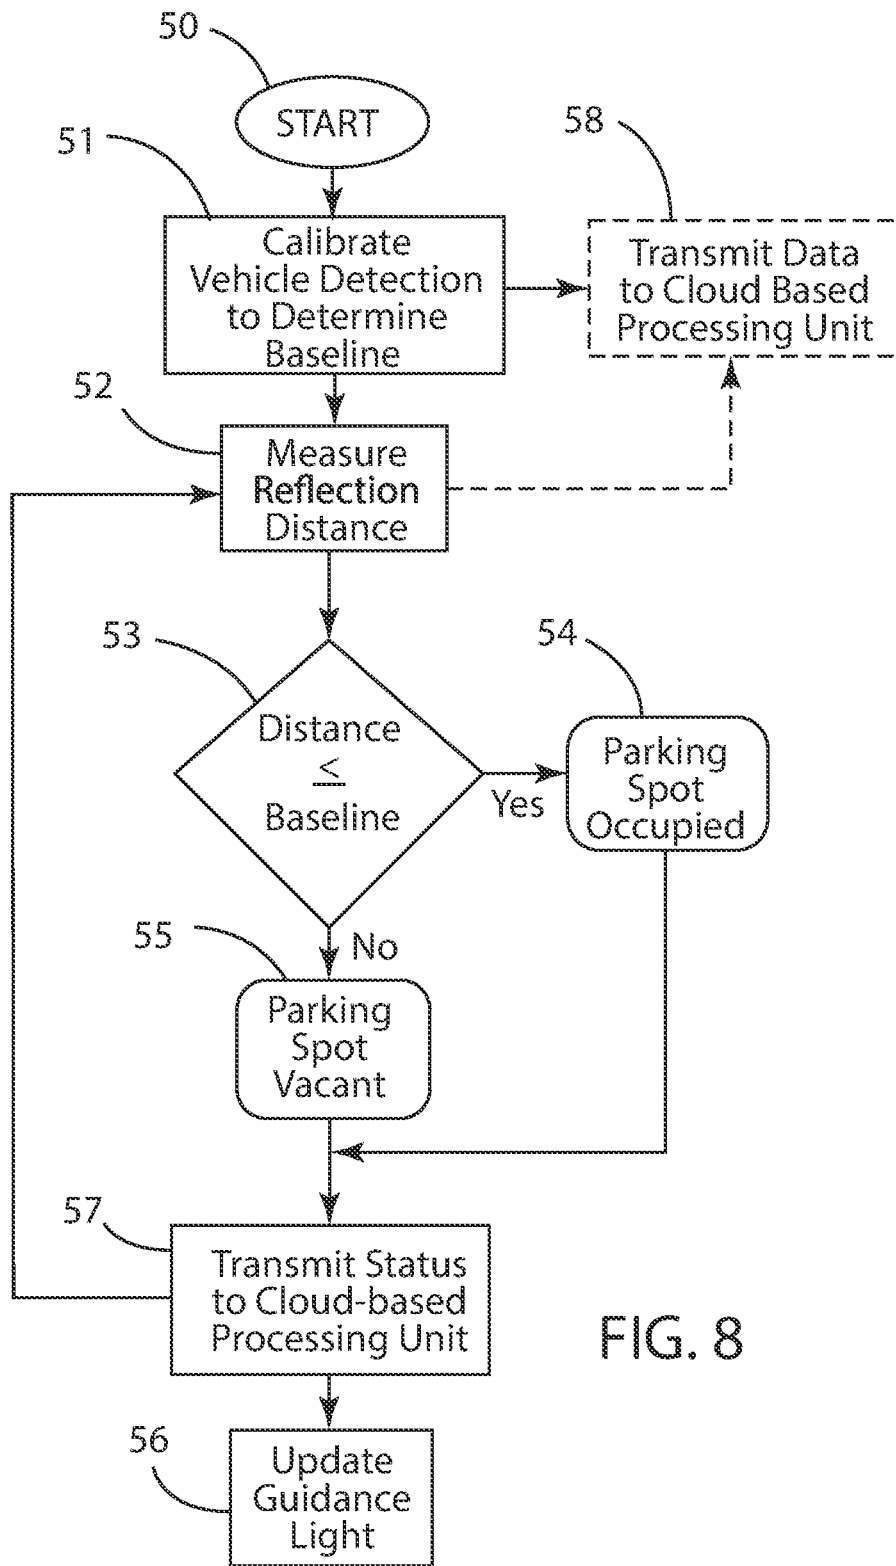 50
START
51
58
Calibrate
Vehicle Detection
to Determine
Baseline
Transmit Data
to Cloud Based
Processing Unit
52
Measure
Reflection
Distance
53
54
Distance
≤
Baseline
Yes
Parking
Spot
Occupied
No
55
Parking
Spot
Vacant
57
Transmit Status
to Cloud-based
Processing Unit
FIG. 8
56
Update
Guidance
Light